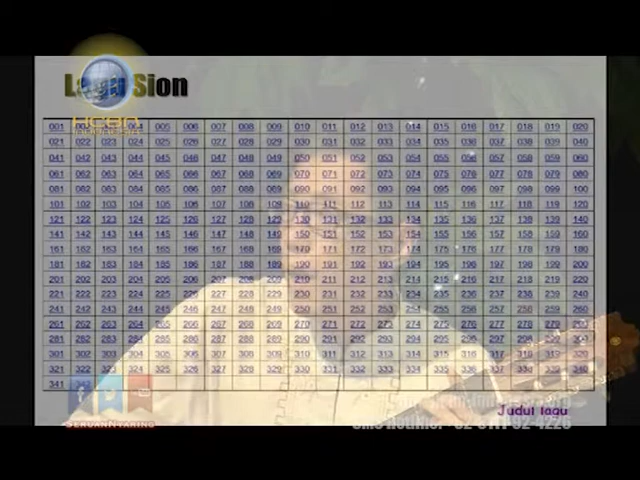 Lagu Sion
HCBN
001 002 003 004 005 006 007 008 009 010 011 012 013 014 015 016 017 018 019 020
021 022 023 024 025 026 027 028 029 030 031 032 033 034 035 036 037 038 039 040
041 042 043 044 045 046 047 048 049 050 051 052 053 054 055 056 057 058 059 060
061 062 063 064 065 066 067 068 069 070 071 072 073 074 075 076 077 078 079 080
081 082 083 084 085 086 087 088 089 090 091 092 093 094 095 096 097 098 099 100
101 102 103 104 105 106 107 108 109 110 111 112 113 114 115 116 117 118 119 120
121 122 123 124 125 126 127 128 129 130 131 132 133 134 135 136 137 138 139 140
141 142 143 144 145 146 147 148 149 150 151 152 153 154 155 156 157 158 159 160
161 162 163 164 165 166 167 168 169 170 171 172 173 174 175 176 177 178 179 180
181 182 183 184 185 186 187 188 189 190 191 192 193 194 195 196 197 198 199 200
201 202 203 204 205 206 207 208 209 210 211 212 213 214 215 216 217 218 219 220
221 222 223 224 225 226 227 228 229 230 231 232 233 234 235 236 237 238 239 240
241 242 243 244 245 246 247 248 249 250 251 252 253 254 255 256 257 258 259 260
261 262 263 264 265 266 267 268 269 270 271 272 273 274 275 276 277 278 279 280
281 282 283 284 285 286 287 288 289 290 291 292 293 294 295 296 297 298 299 300
301 302 303 304 305 306 307 308 309 310 311 312 313 314 315 316 317 318 319 320
321 322 323 324 325 326 327 328 329 330 331 332 333 334 335 336 337 338 339 340
341
Judul lagu
SERUANNYARING
SMS Hotline: